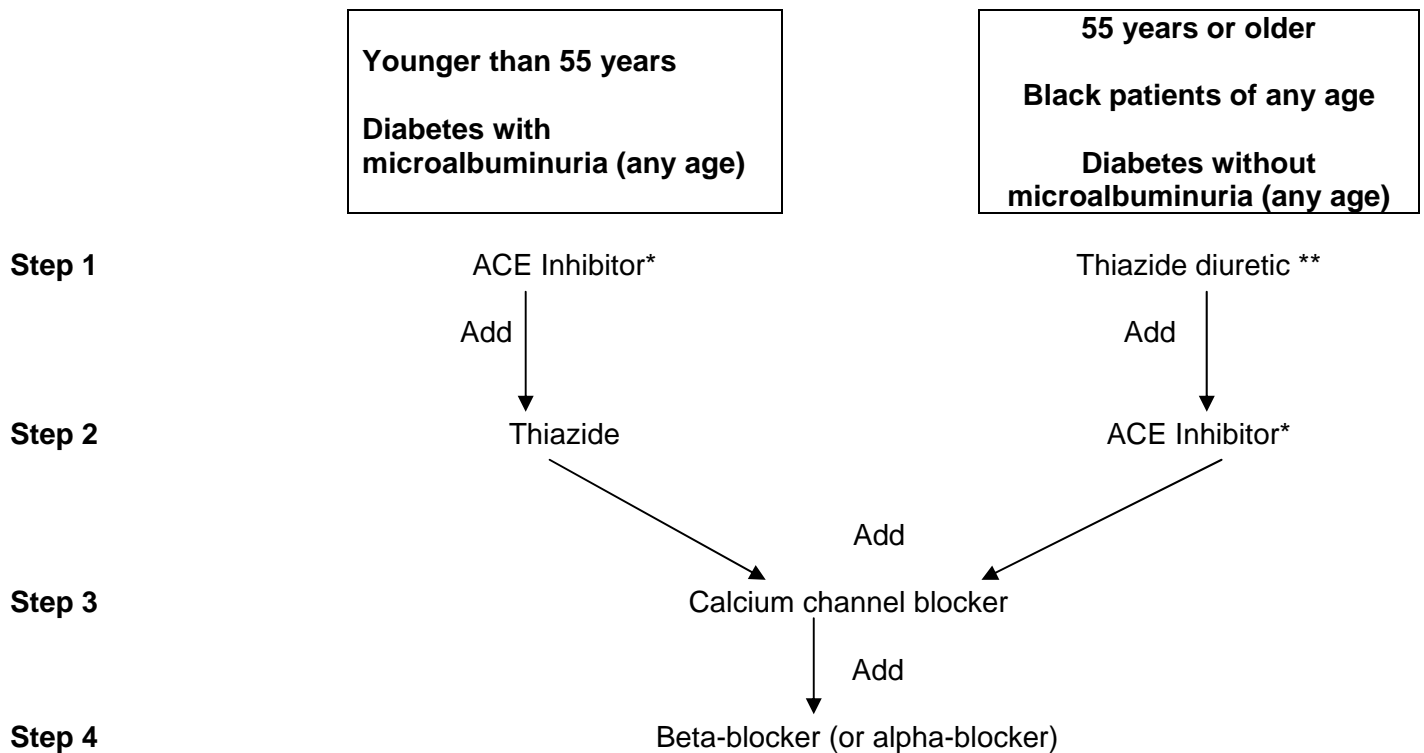 Younger than 55 years
Diabetes with
microalbuminuria (any age)
55 years or older
Black patients of any age
Diabetes without
microalbuminuria (any age)
Step 1
ACE Inhibitor*
Thiazide diuretic **
Add
Add
Step 2
Thiazide
ACE Inhibitor*
Add
Step 3
Calcium channel blocker
Add
Step 4
Beta-blocker (or alpha-blocker)